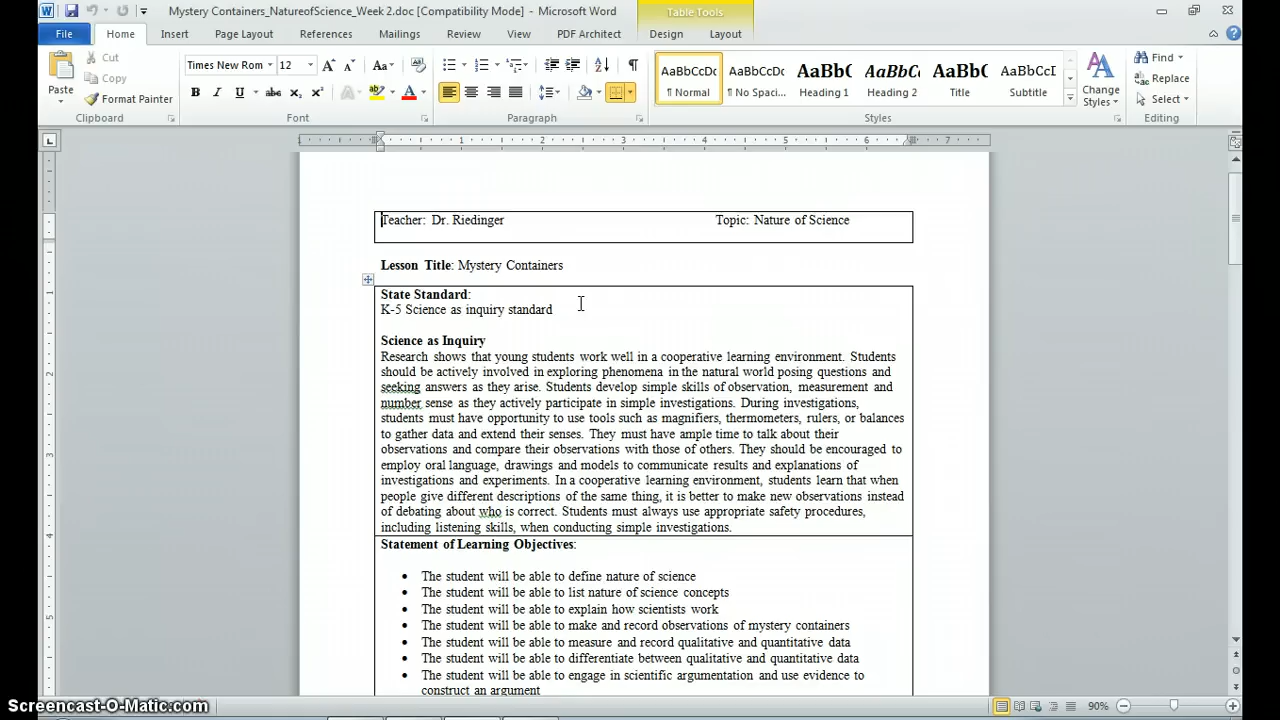 Mystery Containers_NatureofScience_Week 2.doc [Compatibility Mode] - Microsoft Word
Table Tools
File Home Insert Page Layout References Mailings Review View PDF Architect Design Layout
Paste
Cut
Copy
Format Painter
Clipboard
Times New Rom 12
Font
Paragraph
AaBbCcDc AaBbCcDc AaBbC AaBbCc AaBbC AaBbCcI
¶ Normal ¶ No Spaci... Heading 1 Heading 2 Title Subtitle
Change
Styles
Styles
Find
Replace
Select
Editing
1 1 2 3 4 5 6 7
Teacher: Dr. Riedinger Topic: Nature of Science
Lesson Title: Mystery Containers
State Standard:
K-5 Science as inquiry standard
Science as Inquiry
Research shows that young students work well in a cooperative learning environment. Students
should be actively involved in exploring phenomena in the natural world posing questions and
seeking answers as they arise. Students develop simple skills of observation, measurement and
number sense as they actively participate in simple investigations. During investigations,
students must have opportunity to use tools such as magnifiers, thermometers, rulers, or balances
to gather data and extend their senses. They must have ample time to talk about their
observations and compare their observations with those of others. They should be encouraged to
employ oral language, drawings and models to communicate results and explanations of
investigations and experiments. In a cooperative learning environment, students learn that when
people give different descriptions of the same thing, it is better to make new observations instead
of debating about who is correct. Students must always use appropriate safety procedures,
including listening skills, when conducting simple investigations.
Statement of Learning Objectives:
• The student will be able to define nature of science
• The student will be able to list nature of science concepts
• The student will be able to explain how scientists work
• The student will be able to make and record observations of mystery containers
• The student will be able to measure and record qualitative and quantitative data
• The student will be able to differentiate between qualitative and quantitative data
• The student will be able to engage in scientific argumentation and use evidence to
construct an argument
90%
Screencast-O-Matic.com